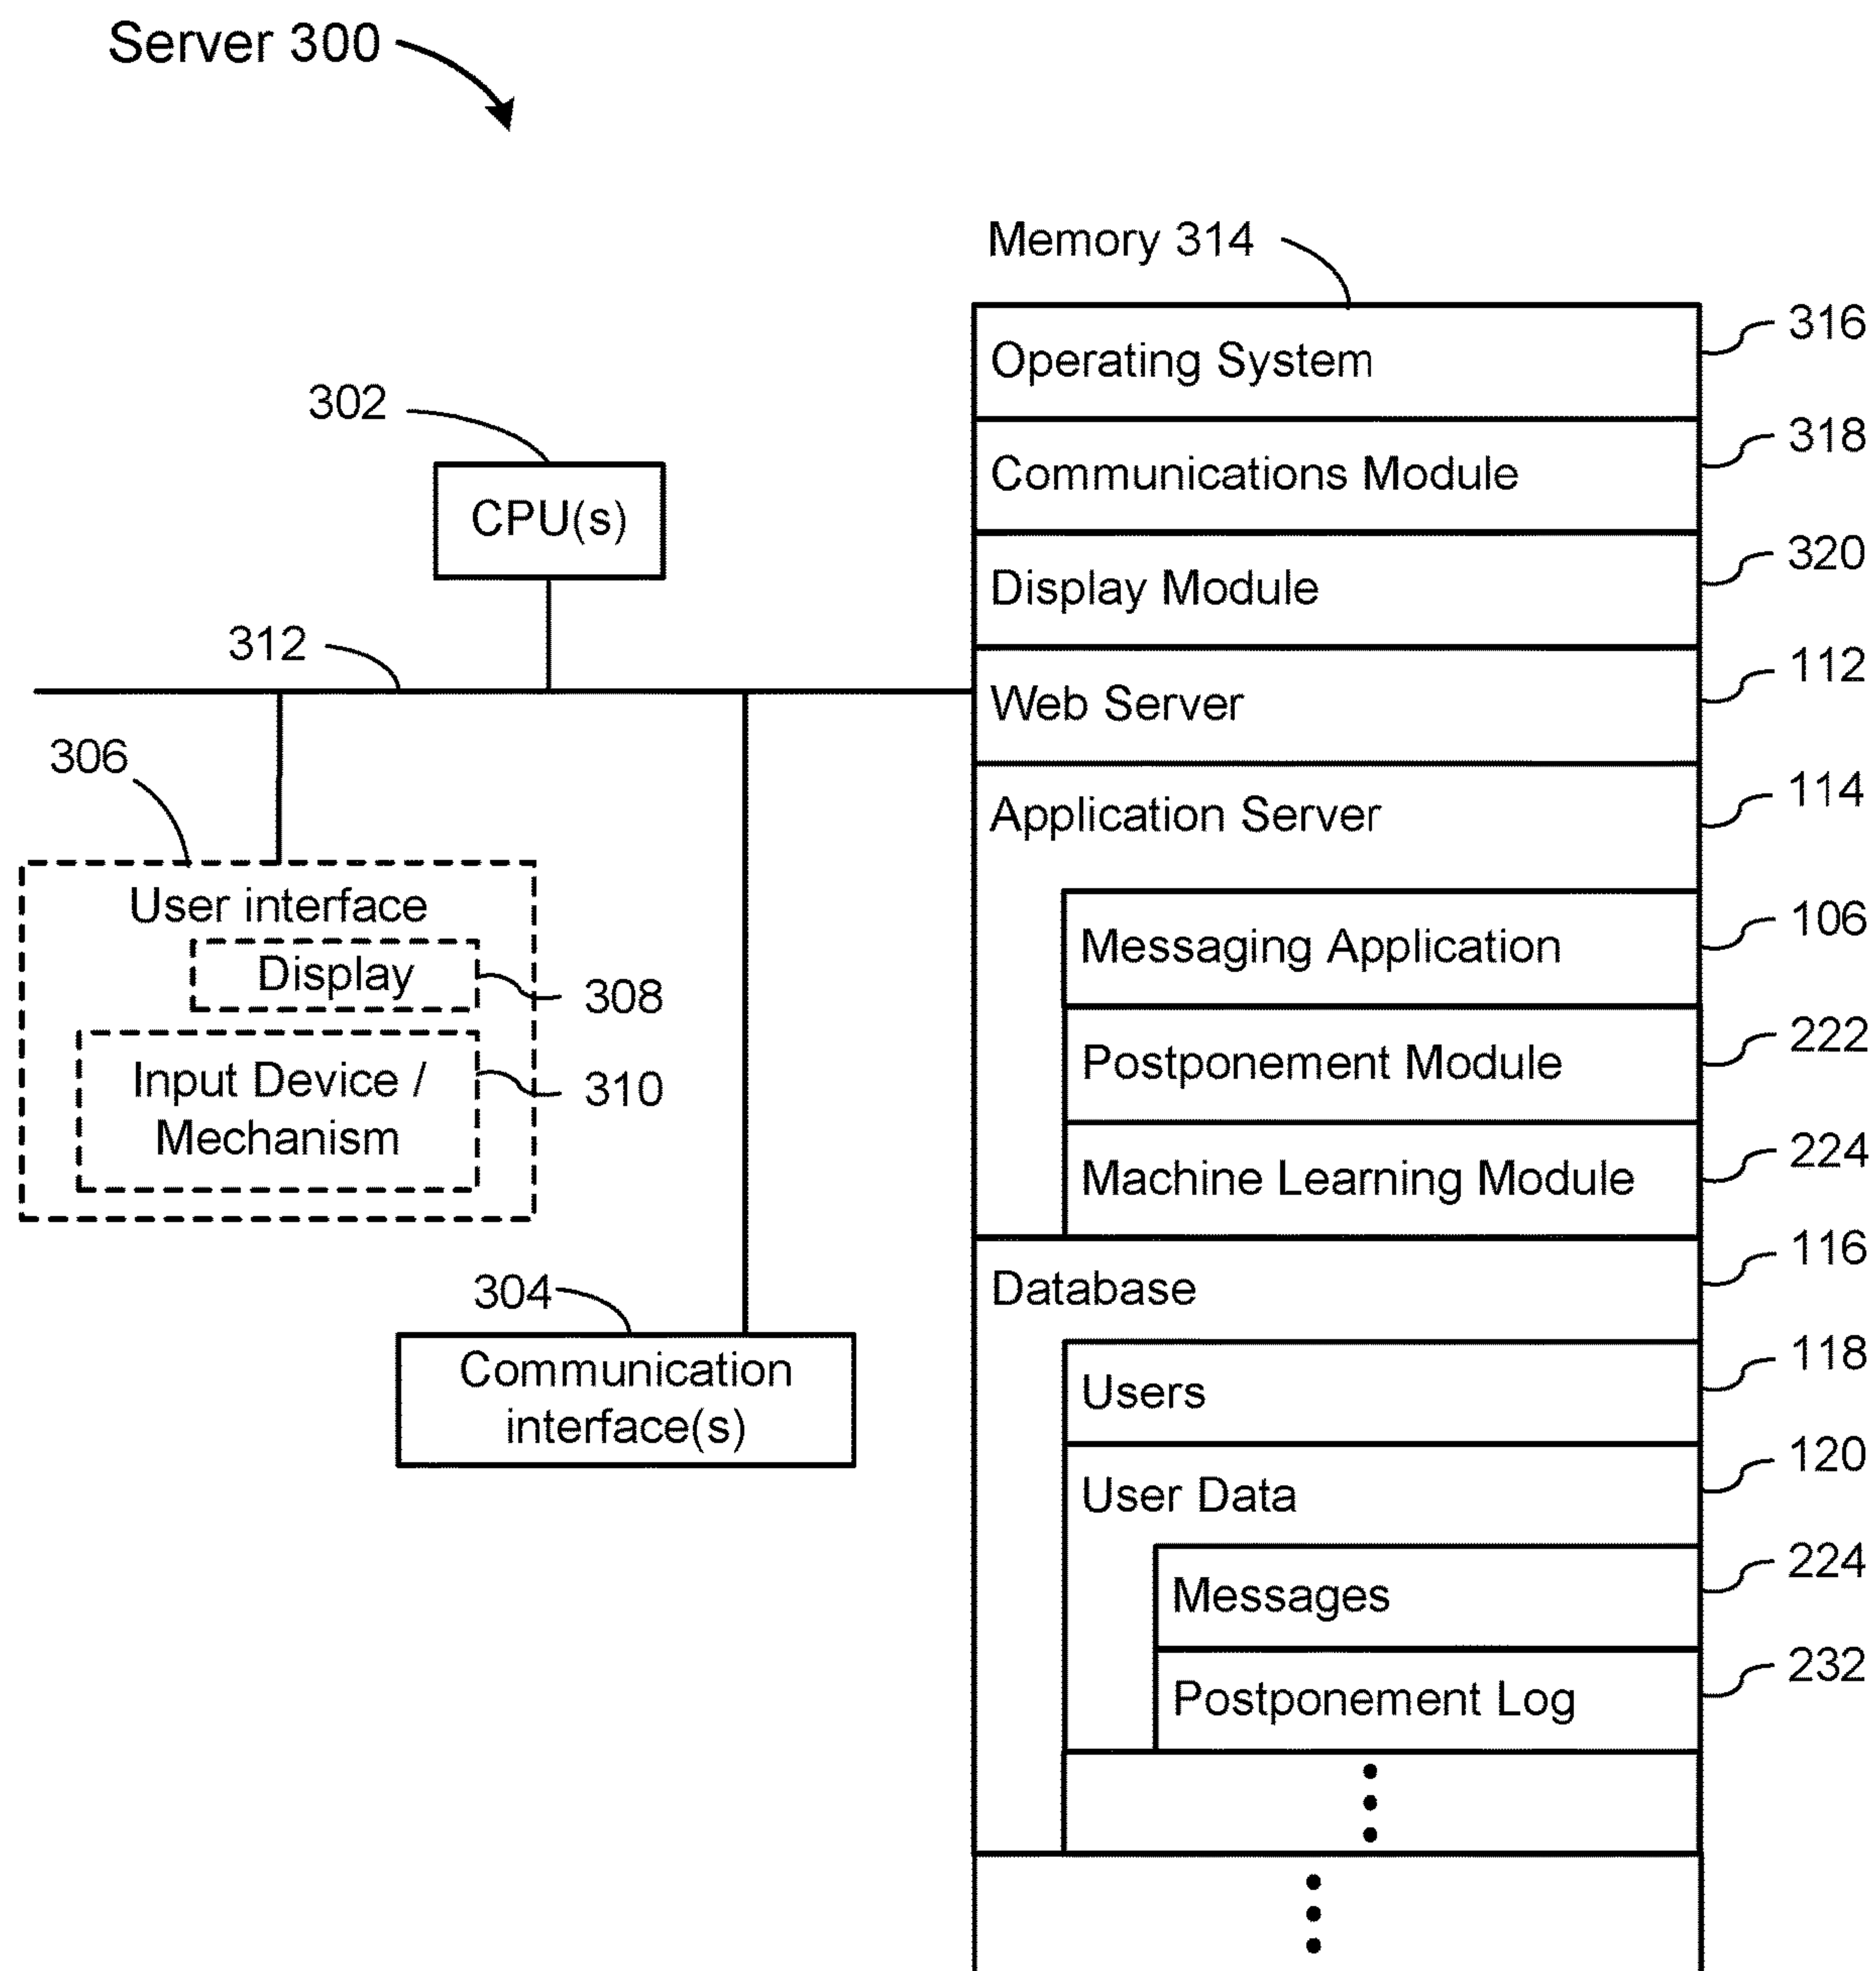 Server 300
Memory 314
Operating System
316
Communications Module
318
Display Module
320
Web Server
112
Application Server
114
Messaging Application
106
Postponement Module
222
Machine Learning Module
224
Database
116
Users
118
User Data
120
Messages
224
Postponement Log
232
302
CPU(s)
312
306
User interface
Display
308
Input Device /
Mechanism
310
304
Communication
interface(s)